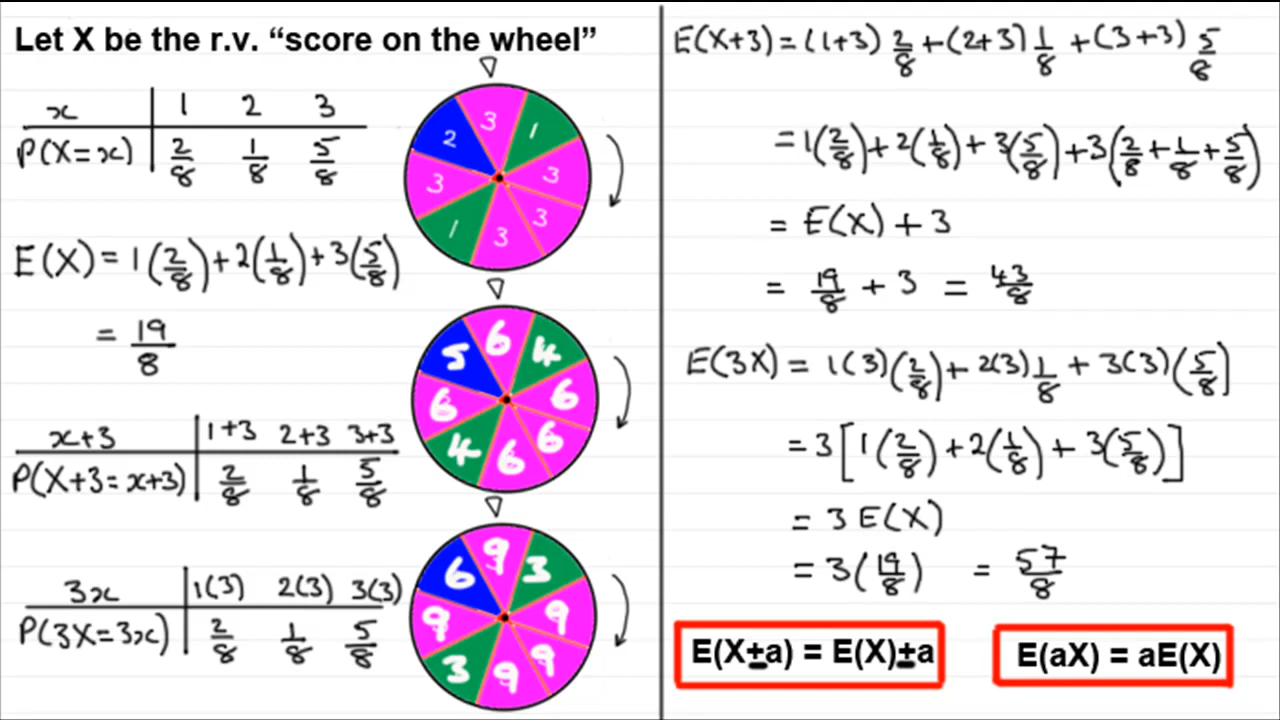 Let X be the r.v. “score on the wheel”
x 1 2 3
P(X=x) 2/8 1/8 5/8
3 1 3 3 3 1 3 2
E(X) = 1(2/8)+2(1/8)+3(5/8)
= 19/8
6 4 6 6 6 4 6 5
x+3 1+3 2+3 3+3
P(X+3=x+3) 2/8 1/8 5/8
3x 1(3) 2(3) 3(3)
P(3X=3x) 2/8 1/8 5/8
9 3 9 9 9 3 9 6
E(X+3) = (1+3) 2/8 + (2+3) 1/8 + (3+3) 5/8
= 1(2/8) + 2(1/8) + 3(5/8) + 3(2/8 + 1/8 + 5/8)
= E(X) + 3
= 19/8 + 3 = 43/8
E(3X) = 1(3)(2/8) + 2(3) 1/8 + 3(3)(5/8)
= 3[1(2/8) + 2(1/8) + 3(5/8)]
= 3 E(X)
= 3(19/8) = 57/8
E(X±a) = E(X)±a
E(aX) = aE(X)